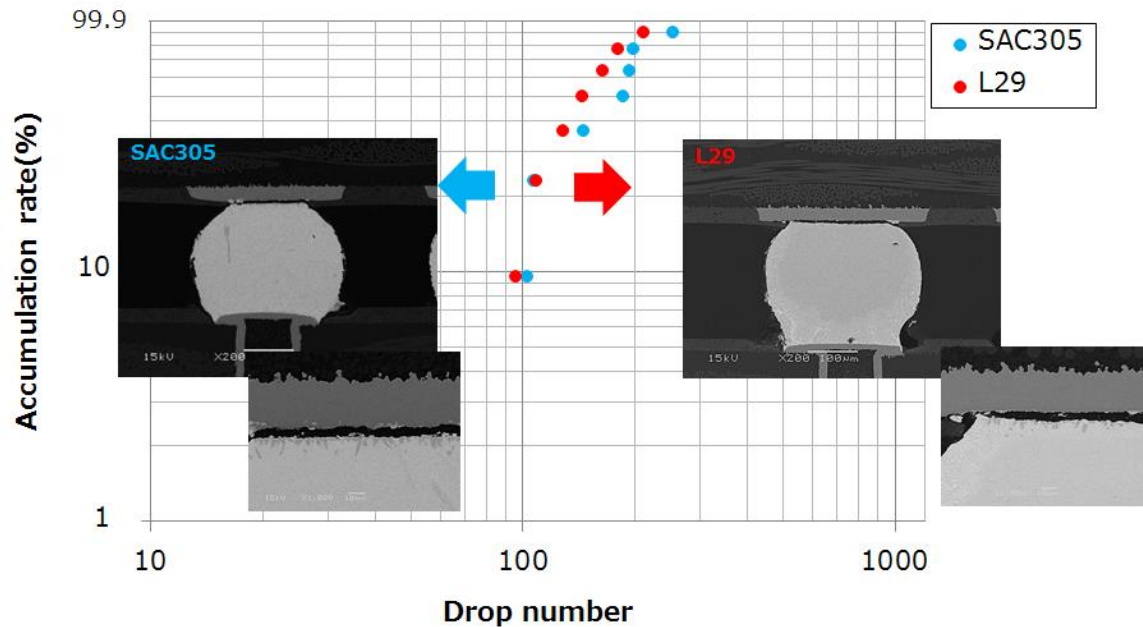 99.9
SAC305
L29
SAC305
L29
Accumulation rate(%)
10
15kV X200
15kV X200 100μm
1
10 100 1000
Drop number